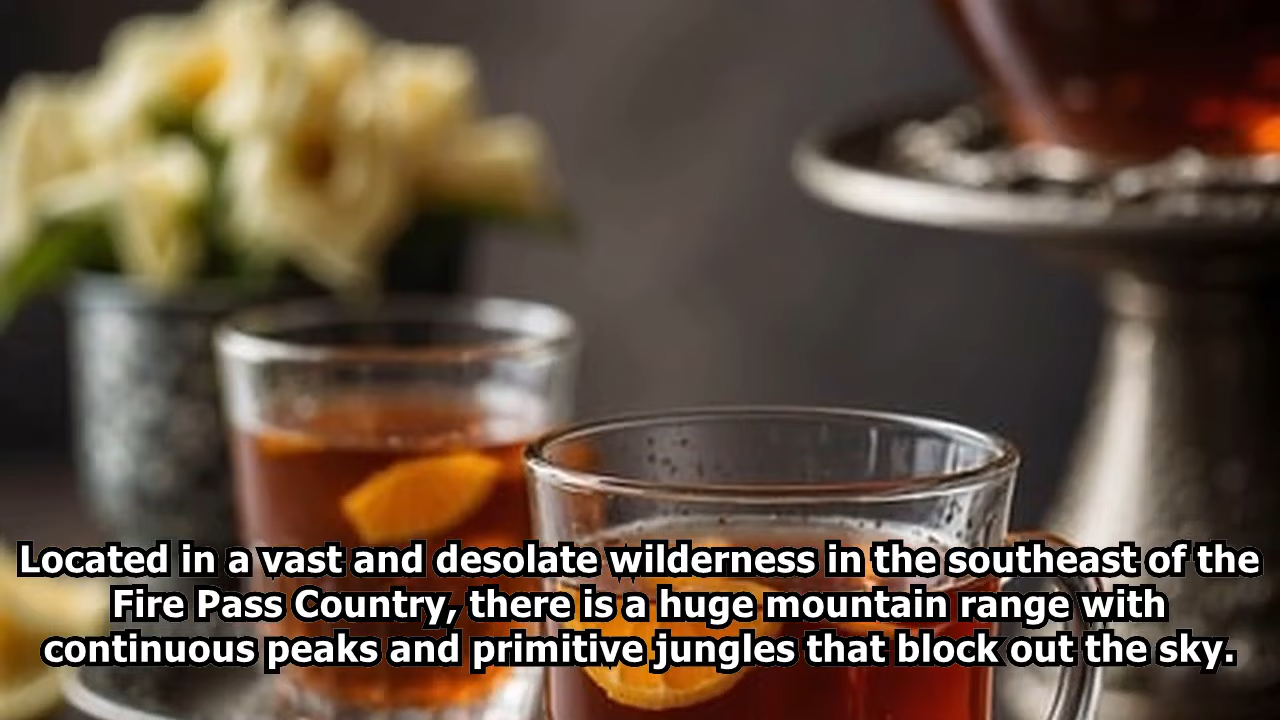 Located in a vast and desolate wilderness in the southeast of the
Fire Pass Country, there is a huge mountain range with
continuous peaks and primitive jungles that block out the sky.